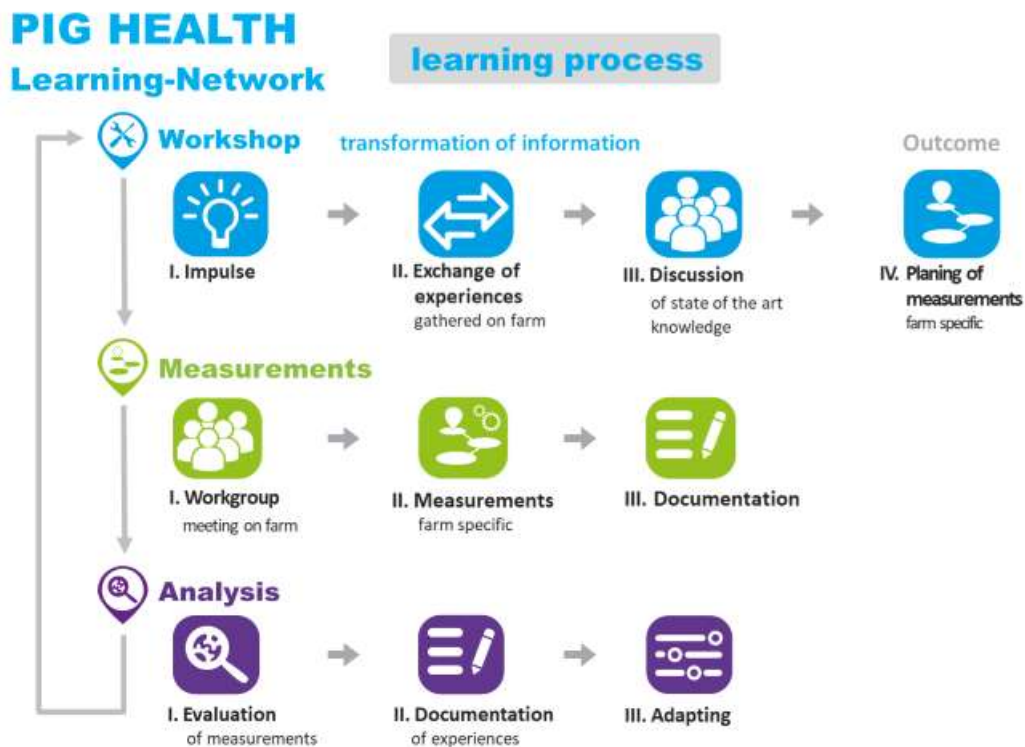 PIG HEALTH
Learning-Network
learning process
Workshop
transformation of information
Outcome
I. Impulse
II. Exchange of
experiences
gathered on farm
III. Discussion
of state of the art
knowledge
IV. Planing of
measurements
farm specific
Measurements
I. Workgroup
meeting on farm
II. Measurements
farm specific
III. Documentation
Analysis
I. Evaluation
of measurements
II. Documentation
of experiences
III. Adapting